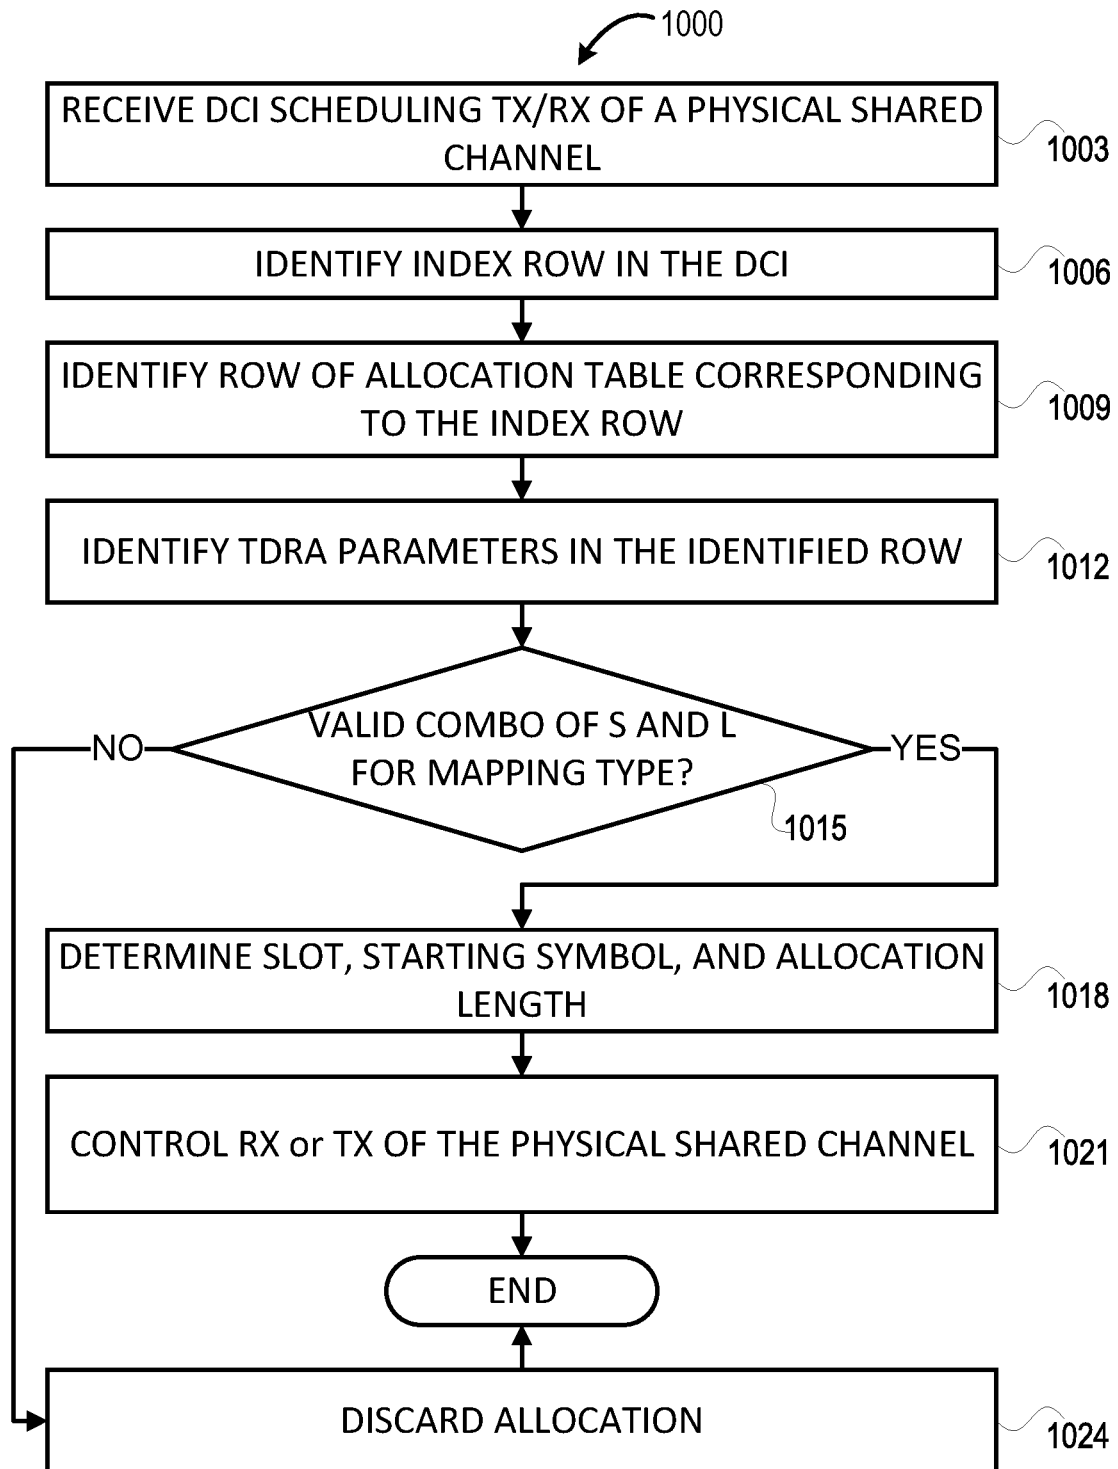 1000
RECEIVE DCI SCHEDULING TX/RX OF A PHYSICAL SHARED
CHANNEL
1003
IDENTIFY INDEX ROW IN THE DCI
1006
IDENTIFY ROW OF ALLOCATION TABLE CORRESPONDING
TO THE INDEX ROW
1009
IDENTIFY TDRA PARAMETERS IN THE IDENTIFIED ROW
1012
VALID COMBO OF S AND L
FOR MAPPING TYPE?
NO
YES
1015
DETERMINE SLOT, STARTING SYMBOL, AND ALLOCATION
LENGTH
1018
CONTROL RX or TX OF THE PHYSICAL SHARED CHANNEL
1021
END
DISCARD ALLOCATION
1024